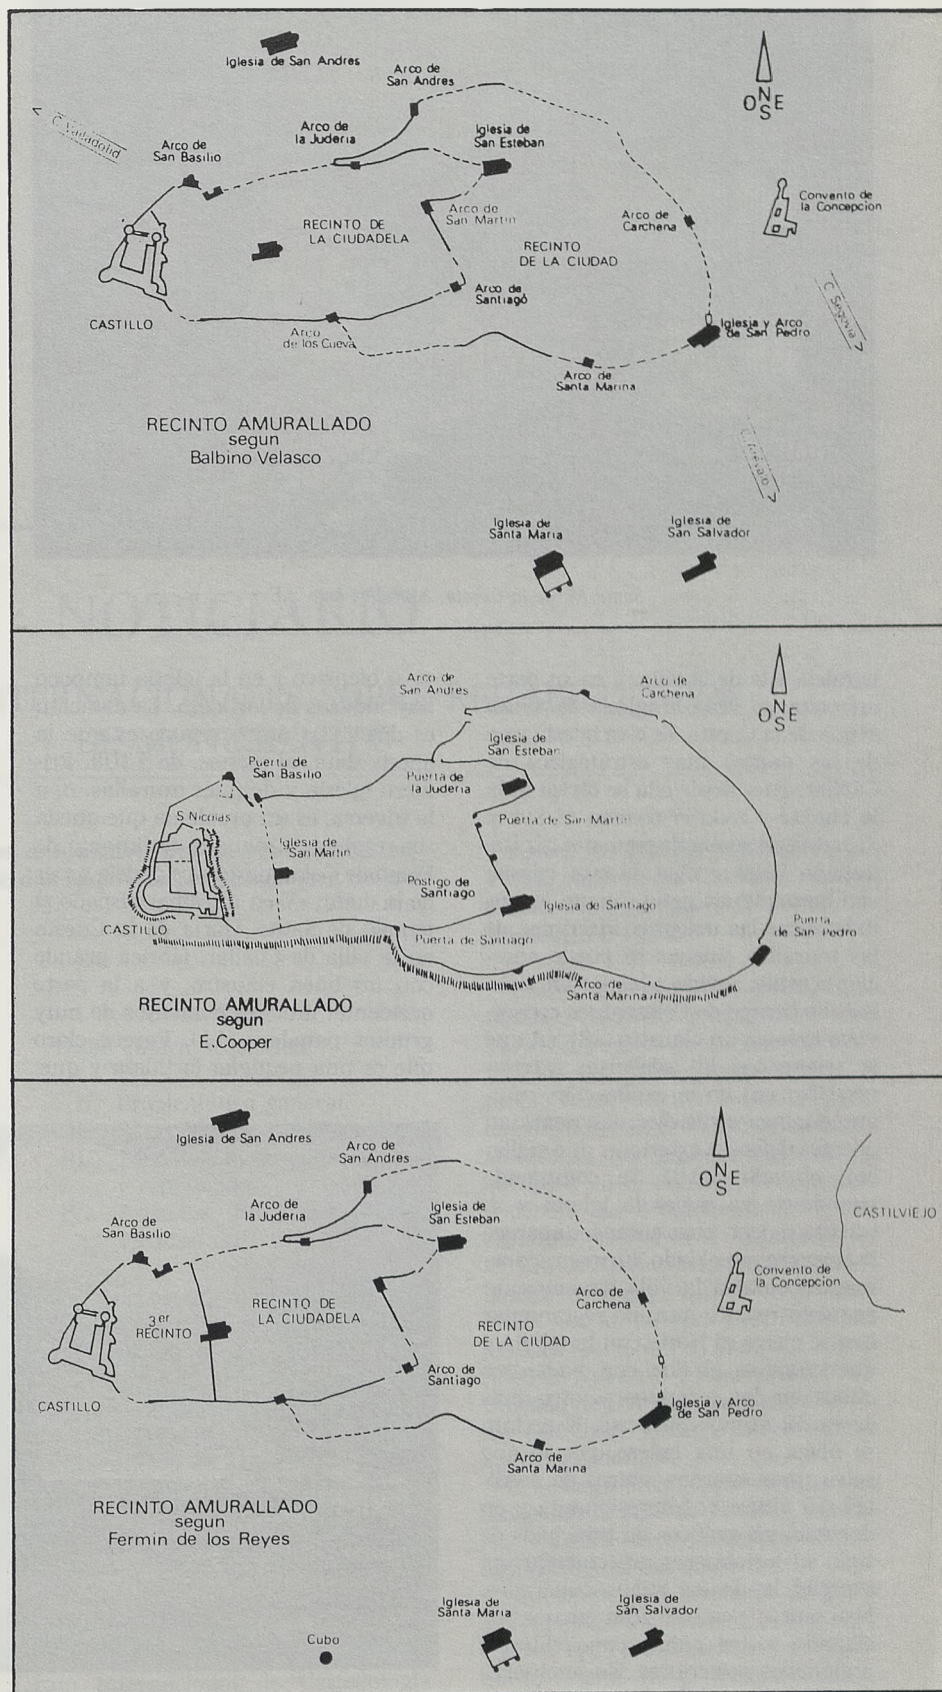 Iglesia de San Andres
Arco de
San Andres
O N E
S
C. Valladolid
Arco de
San Basilio
Arco de
la Juderia
Iglesia de
San Esteban
Convento de
la Concepcion
RECINTO DE
LA CIUDADELA
Arco de
San Martin
Arco de
Carchena
RECINTO
DE LA CIUDAD
CASTILLO
Arco
de los Cueva
Arco de
Santiago
C. Segovia
Iglesia y Arco
de San Pedro
Arco de
Santa Marina
RECINTO AMURALLADO
segun
Balbino Velasco
Iglesia de
Santa Maria
Iglesia de
San Salvador
Arco de
San Andres
Arco de
Carchena
O N E
S
Puerta de
San Basilio
Iglesia de
San Esteban
Puerta de
la Juderia
S. Nicolas
Puerta de San Martin
Iglesia de
San Martin
Postigo de
Santiago
Iglesia de Santiago
CASTILLO
Puerta de Santiago
Puerta
de San Pedro
Arco de
Santa Marina
RECINTO AMURALLADO
segun
E.Cooper
Iglesia de San Andres
Arco de
San Andres
O N E
S
Arco de
San Basilio
Arco de
la Juderia
Iglesia de
San Esteban
CASTILVIEJO
Convento de
la Concepcion
3er
RECINTO
RECINTO DE
LA CIUDADELA
Arco de
Carchena
RECINTO
DE LA CIUDAD
CASTILLO
Arco de
Santiago
Iglesia y Arco
de San Pedro
Arco de
Santa Marina
RECINTO AMURALLADO
segun
Fermin de los Reyes
Iglesia de
Santa Maria
Iglesia de
San Salvador
Cubo